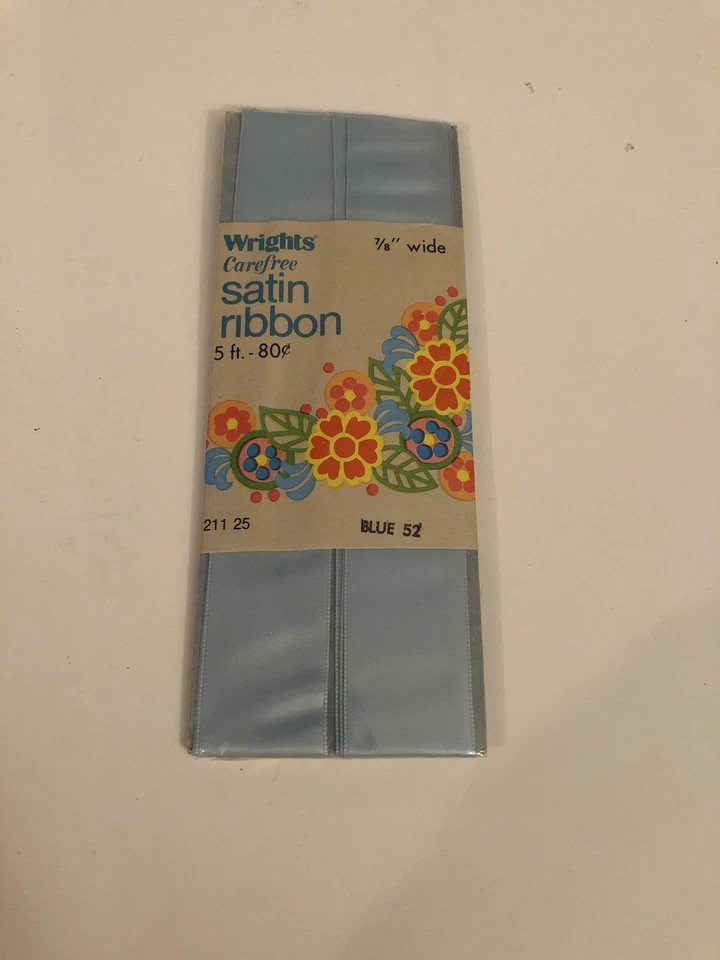 Wrights®
7/8" wide
Carefree
satin
ribbon
5 ft. - 80¢
211 25
BLUE 52